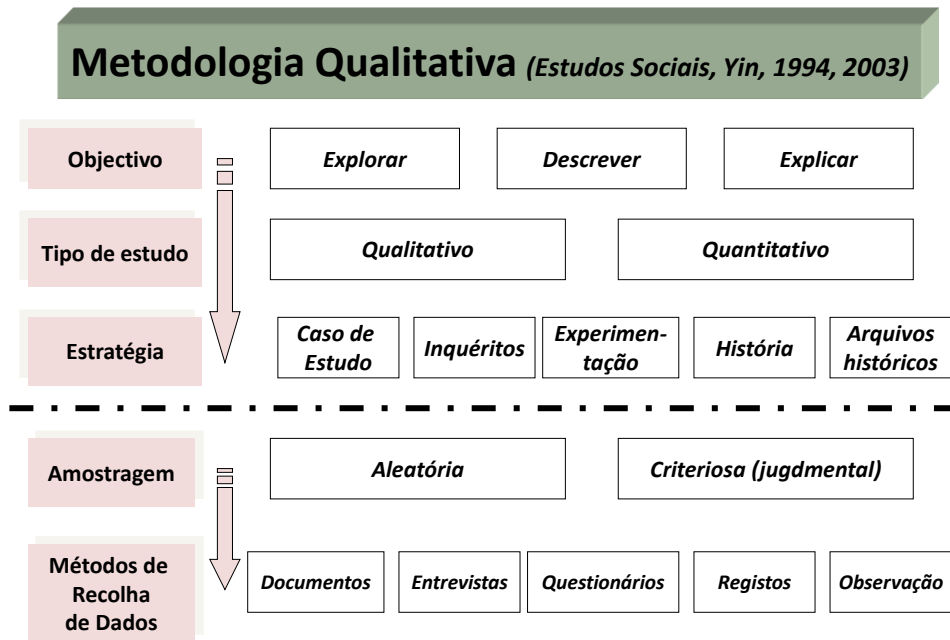 Metodologia Qualitativa (Estudos Sociais, Yin, 1994, 2003)
Objectivo
Explorar
Descrever
Explicar
Tipo de estudo
Qualitativo
Quantitativo
Estratégia
Caso de
Estudo
Inquéritos
Experimen-
tação
História
Arquivos
históricos
Amostragem
Aleatória
Criteriosa (jugdmental)
Métodos de
Recolha
de Dados
Documentos
Entrevistas
Questionários
Registos
Observação